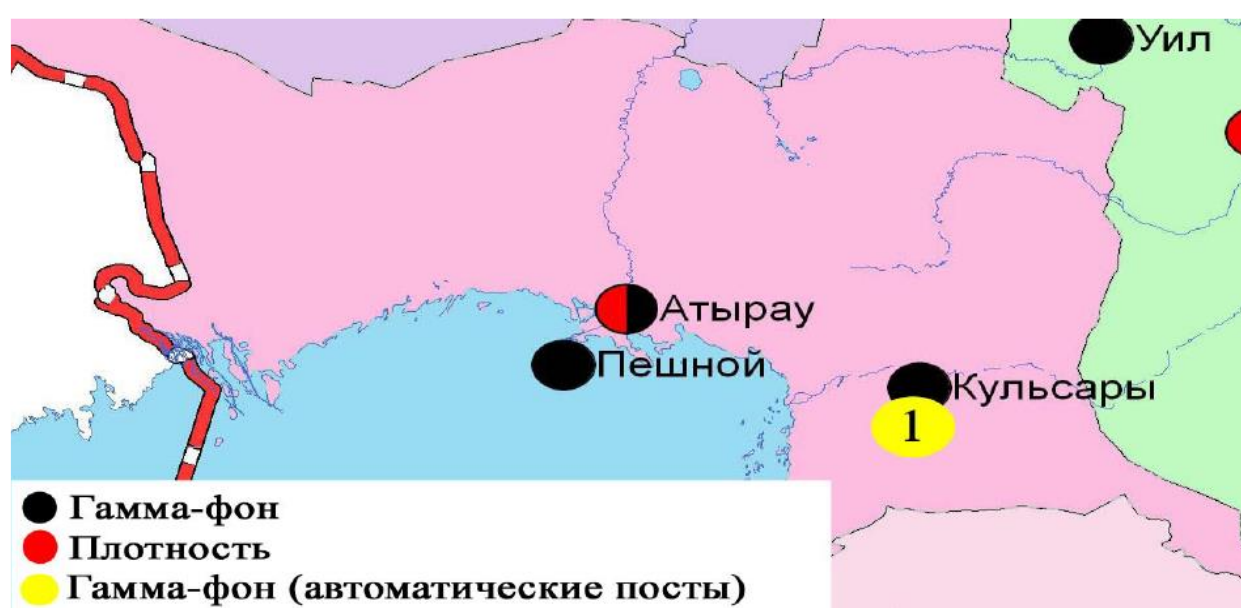 Уил
Атырау
Пешной
Кульсары
1
Гамма-фон
Плотность
Гамма-фон (автоматические посты)